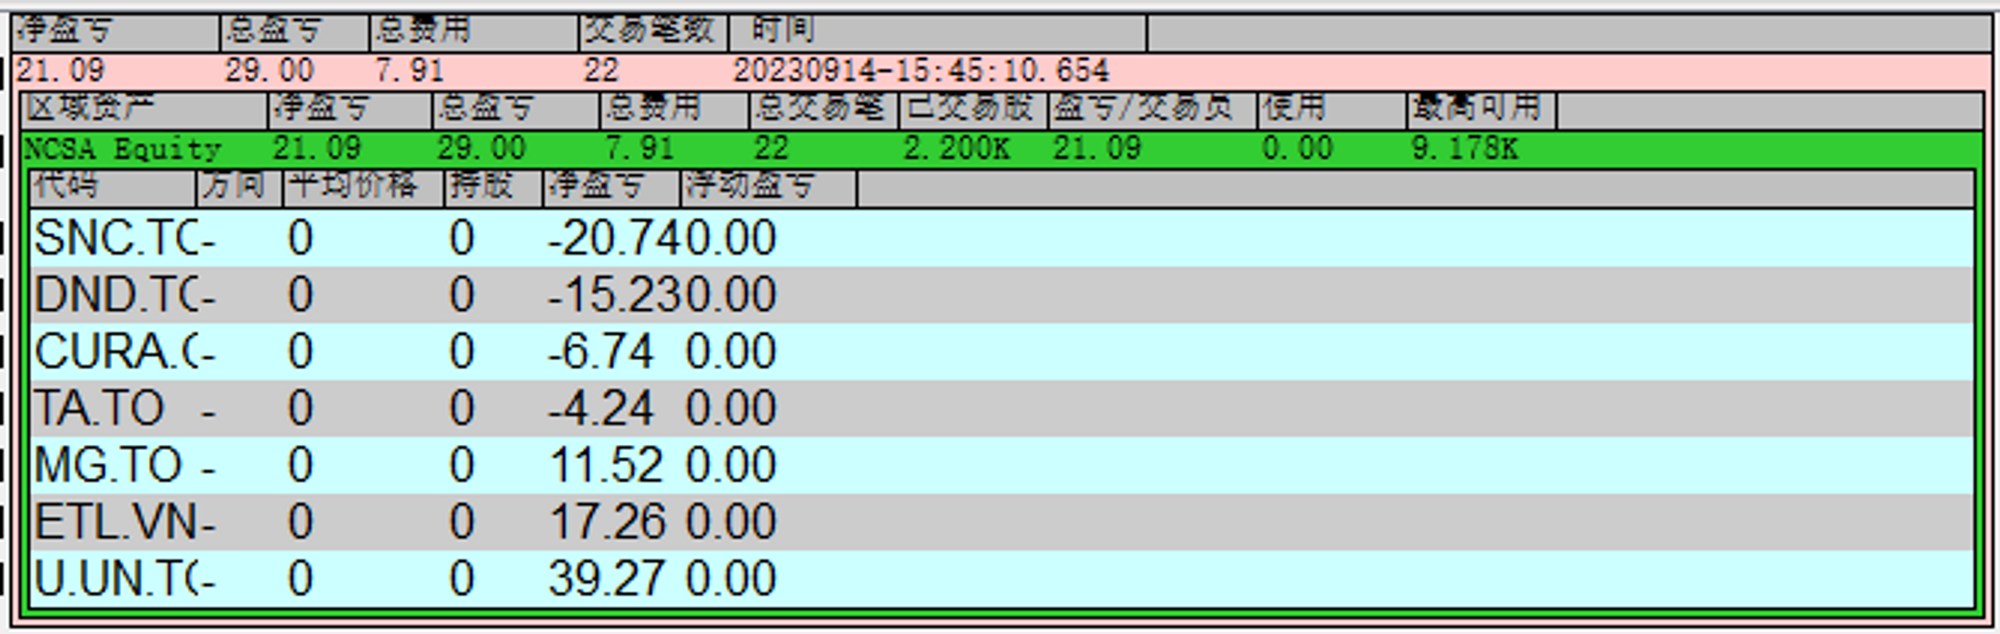 净盈亏 总盈亏 总费用 交易笔数 时间
21.09 29.00 7.91 22 20230914-15:45:10.654
区域资产 净盈亏 总盈亏 总费用 总交易笔 已交易股 盈亏/交易员 使用 最高可用
NCSA Equity 21.09 29.00 7.91 22 2.200K 21.09 0.00 9.178K
代码 方向 平均价格 持股 净盈亏 浮动盈亏
SNC.TO - 0 0 -20.74 0.00
DND.TO - 0 0 -15.23 0.00
CURA.C - 0 0 -6.74 0.00
TA.TO - 0 0 -4.24 0.00
MG.TO - 0 0 11.52 0.00
ETL.VN - 0 0 17.26 0.00
U.UN.TO - 0 0 39.27 0.00